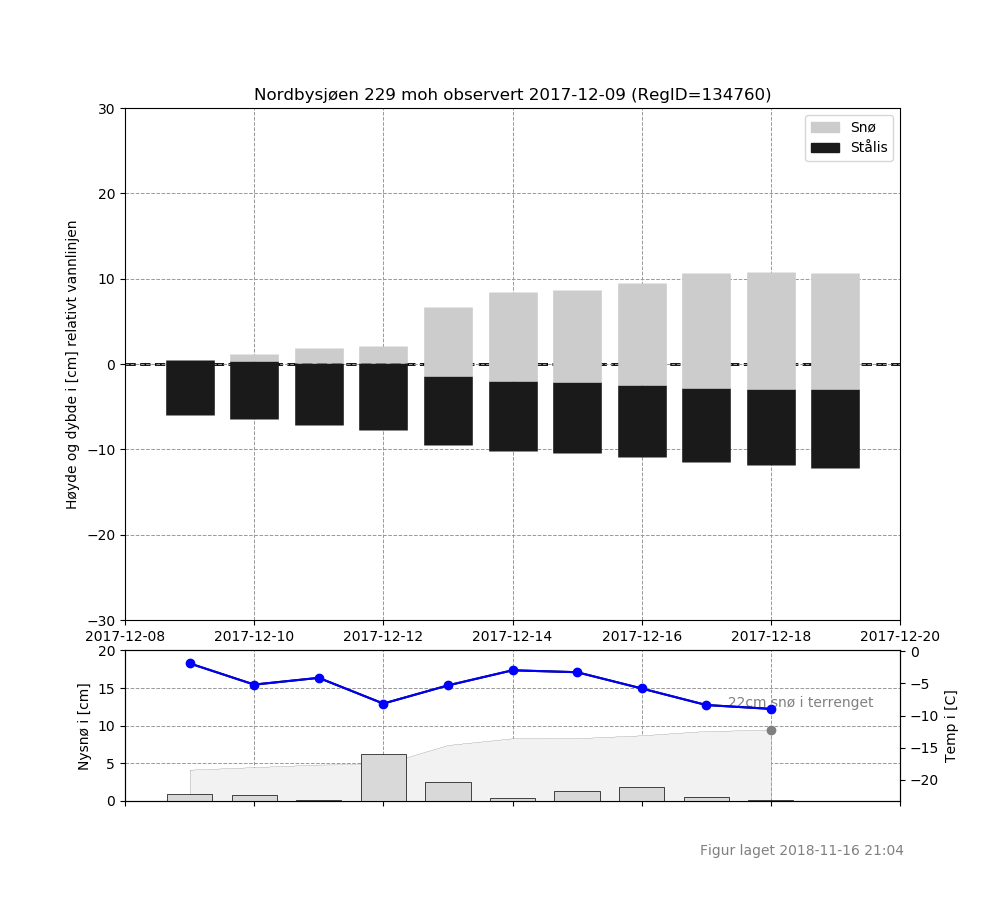 Nordbysjøen 229 moh observert 2017-12-09 (RegID=134760)
Snø
Stålis
Høyde og dybde i [cm] relativt vannlinjen
30
20
10
0
−10
−20
−30
2017-12-08 2017-12-10 2017-12-12 2017-12-14 2017-12-16 2017-12-18 2017-12-20
Nysnø i [cm]
20
15
10
5
0
22cm snø i terrenget
0
−5
−10
−15
−20
Temp i [C]
Figur laget 2018-11-16 21:04